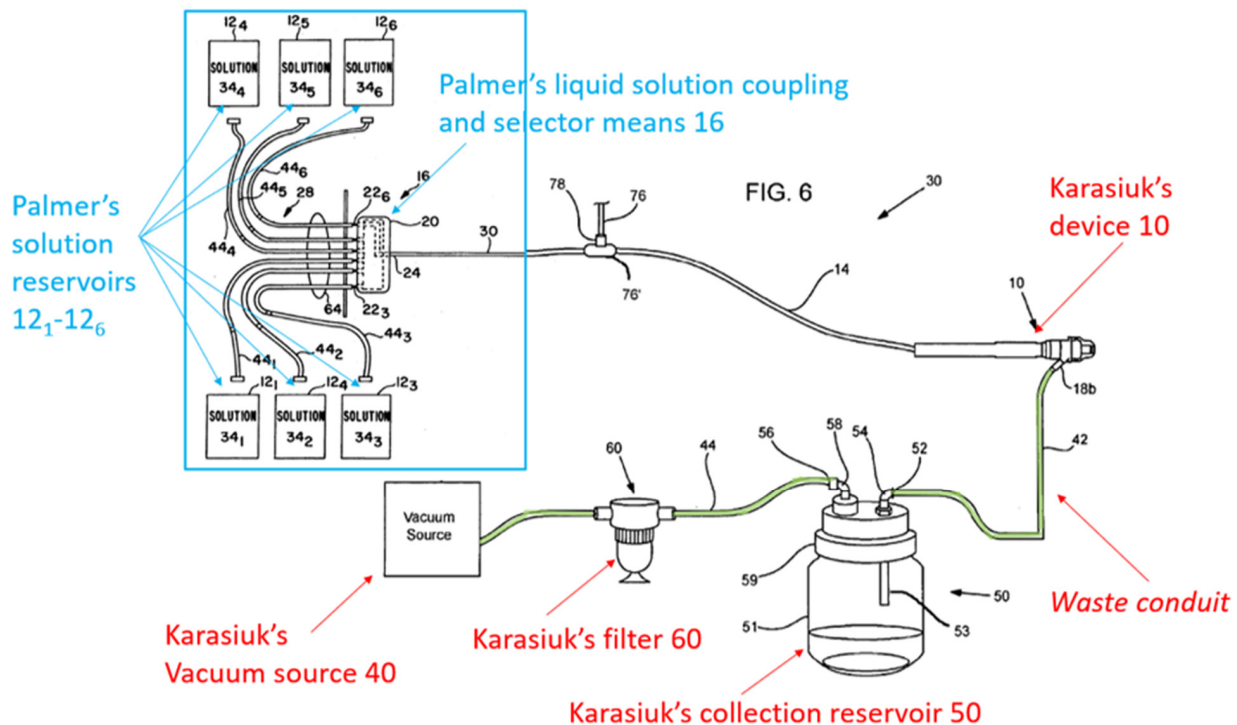 12₄
12₅
12₆
SOLUTION
34₄
SOLUTION
34₅
SOLUTION
34₆
Palmer's liquid solution coupling
and selector means 16
44₆
44₅
28
44₄
22₆
16
20
30
24
22₃
64
44₃
44₂
44₁
Palmer's
solution
reservoirs
12₁-12₆
12₁
12₄
12₃
SOLUTION
34₁
SOLUTION
34₂
SOLUTION
34₃
78
76
76'
FIG. 6
30
14
Karasiuk's
device 10
10
18b
42
Waste conduit
56
58
54
52
60
44
Vacuum
Source
59
51
53
50
Karasiuk's
Vacuum source 40
Karasiuk's filter 60
Karasiuk's collection reservoir 50